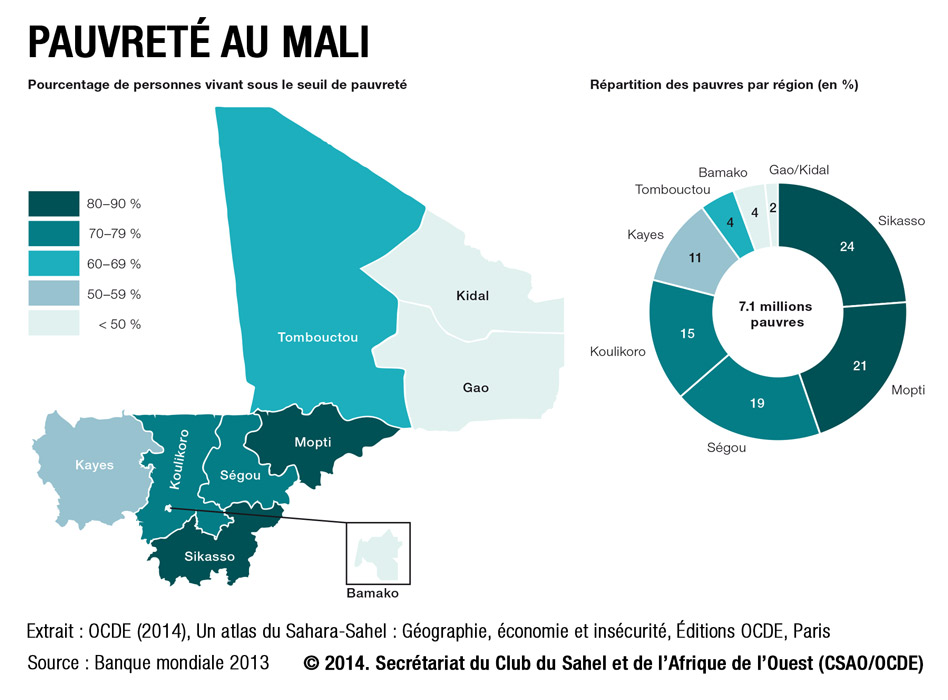 PAUVRETÉ AU MALI
Pourcentage de personnes vivant sous le seuil de pauvreté
80–90 %
70–79 %
60–69 %
50–59 %
< 50 %
Kidal
Tombouctou
Gao
Mopti
Kayes
Koulikoro
Ségou
Sikasso
Bamako
Répartition des pauvres par région (en %)
Gao/Kidal
Bamako
Tombouctou
Sikasso
Kayes
Mopti
Koulikoro
Ségou
2
4
4
24
11
7.1 millions
pauvres
15
21
19
Extrait : OCDE (2014), Un atlas du Sahara-Sahel : Géographie, économie et insécurité, Éditions OCDE, Paris
Source : Banque mondiale 2013 © 2014. Secrétariat du Club du Sahel et de l’Afrique de l’Ouest (CSAO/OCDE)